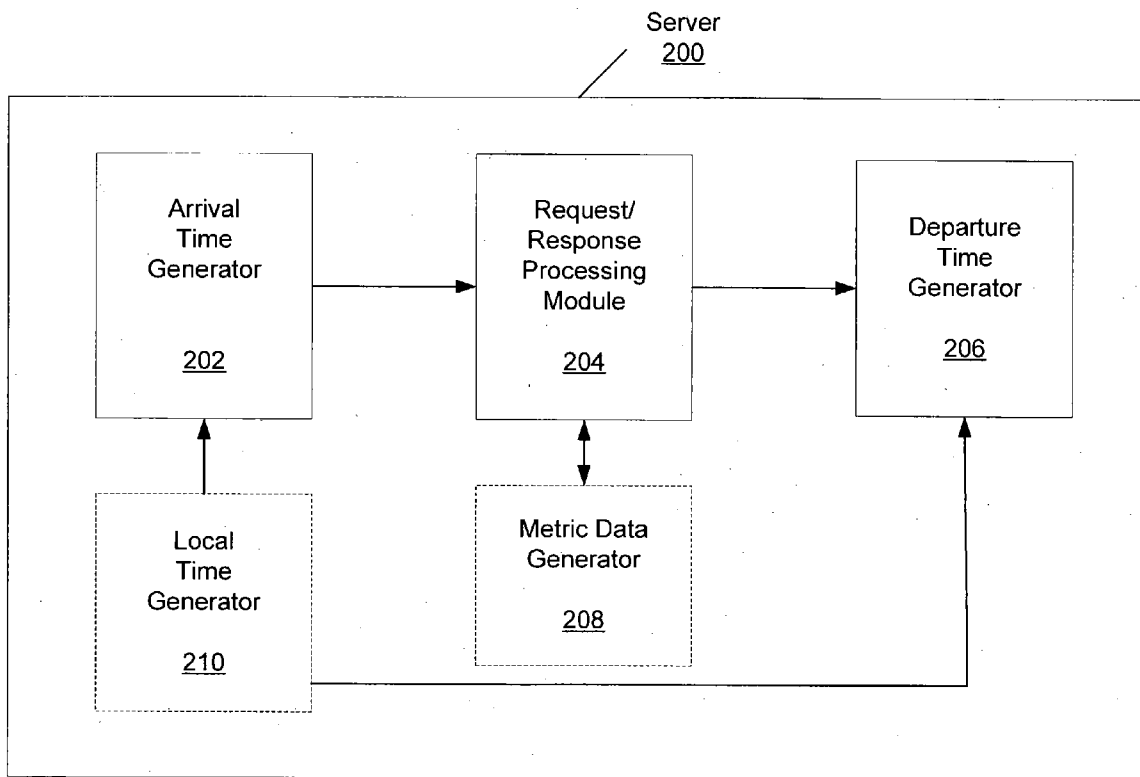 Server
200
Arrival
Time
Generator
202
Request/
Response
Processing
Module
204
Departure
Time
Generator
206
Local
Time
Generator
210
Metric Data
Generator
208